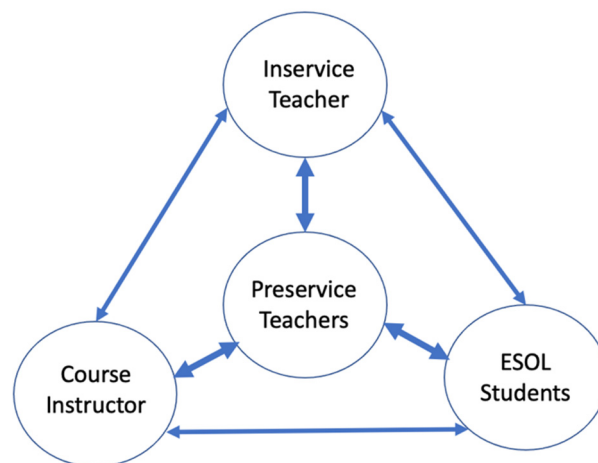 Inservice
Teacher
Preservice
Teachers
Course
Instructor
ESOL
Students